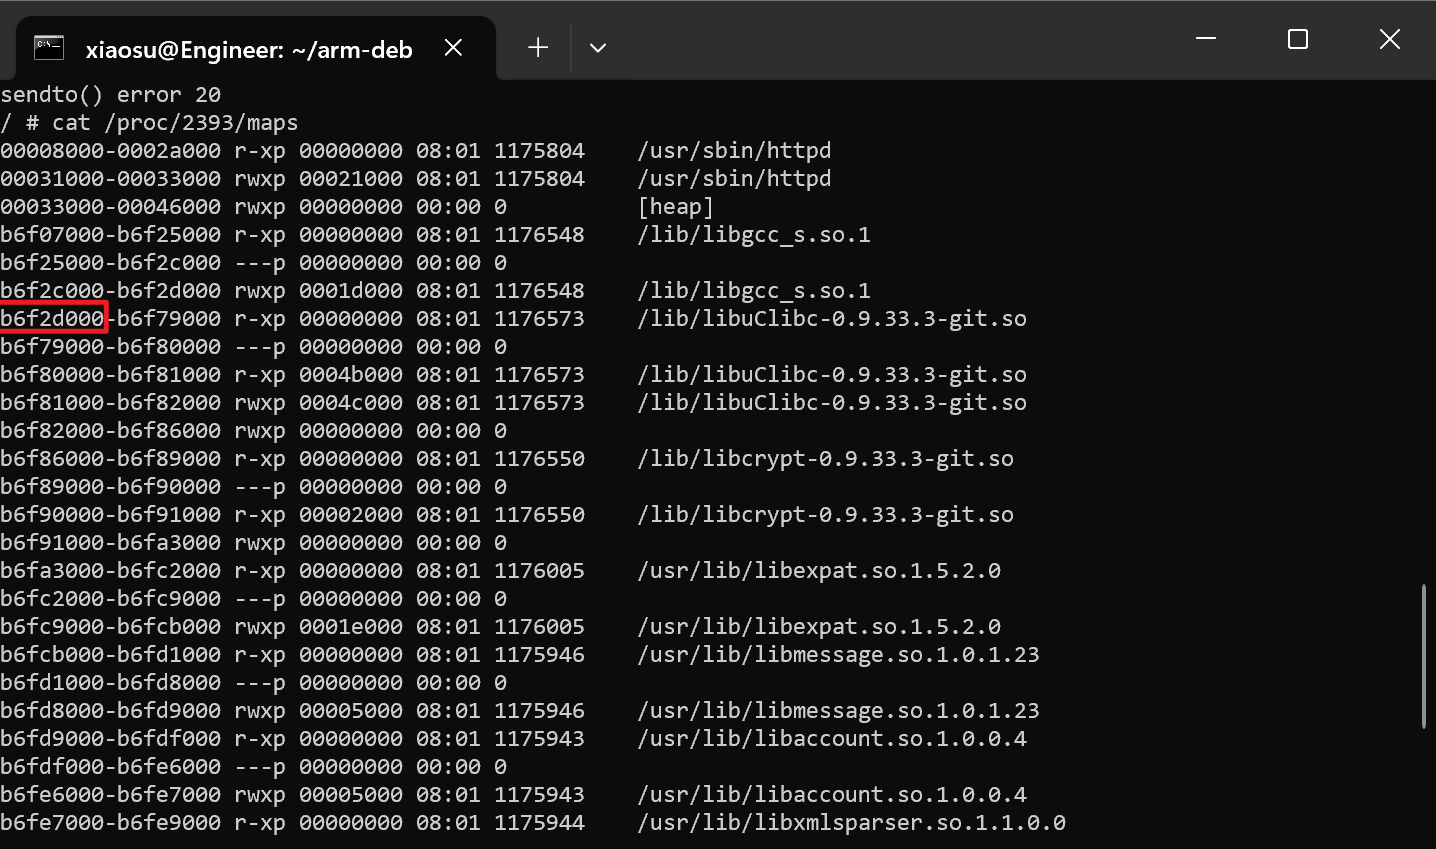 xiaosu@Engineer: ~/arm-deb
sendto() error 20
/ # cat /proc/2393/maps
00008000-0002a000 r-xp 00000000 08:01 1175804    /usr/sbin/httpd
00031000-00033000 rwxp 00021000 08:01 1175804    /usr/sbin/httpd
00033000-00046000 rwxp 00000000 00:00 0          [heap]
b6f07000-b6f25000 r-xp 00000000 08:01 1176548    /lib/libgcc_s.so.1
b6f25000-b6f2c000 ---p 00000000 00:00 0
b6f2c000-b6f2d000 rwxp 0001d000 08:01 1176548    /lib/libgcc_s.so.1
b6f2d000-b6f79000 r-xp 00000000 08:01 1176573    /lib/libuClibc-0.9.33.3-git.so
b6f79000-b6f80000 ---p 00000000 00:00 0
b6f80000-b6f81000 r-xp 0004b000 08:01 1176573    /lib/libuClibc-0.9.33.3-git.so
b6f81000-b6f82000 rwxp 0004c000 08:01 1176573    /lib/libuClibc-0.9.33.3-git.so
b6f82000-b6f86000 rwxp 00000000 00:00 0
b6f86000-b6f89000 r-xp 00000000 08:01 1176550    /lib/libcrypt-0.9.33.3-git.so
b6f89000-b6f90000 ---p 00000000 00:00 0
b6f90000-b6f91000 r-xp 00002000 08:01 1176550    /lib/libcrypt-0.9.33.3-git.so
b6f91000-b6fa3000 rwxp 00000000 00:00 0
b6fa3000-b6fc2000 r-xp 00000000 08:01 1176005    /usr/lib/libexpat.so.1.5.2.0
b6fc2000-b6fc9000 ---p 00000000 00:00 0
b6fc9000-b6fcb000 rwxp 0001e000 08:01 1176005    /usr/lib/libexpat.so.1.5.2.0
b6fcb000-b6fd1000 r-xp 00000000 08:01 1175946    /usr/lib/libmessage.so.1.0.1.23
b6fd1000-b6fd8000 ---p 00000000 00:00 0
b6fd8000-b6fd9000 rwxp 00005000 08:01 1175946    /usr/lib/libmessage.so.1.0.1.23
b6fd9000-b6fdf000 r-xp 00000000 08:01 1175943    /usr/lib/libaccount.so.1.0.0.4
b6fdf000-b6fe6000 ---p 00000000 00:00 0
b6fe6000-b6fe7000 rwxp 00005000 08:01 1175943    /usr/lib/libaccount.so.1.0.0.4
b6fe7000-b6fe9000 r-xp 00000000 08:01 1175944    /usr/lib/libxmlsparser.so.1.1.0.0